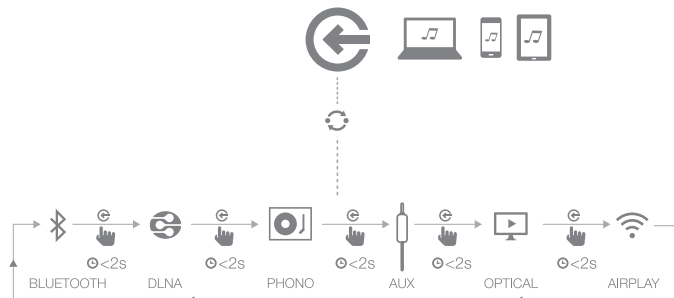 <2s <2s <2s <2s <2s
BLUETOOTH DLNA PHONO AUX OPTICAL AIRPLAY